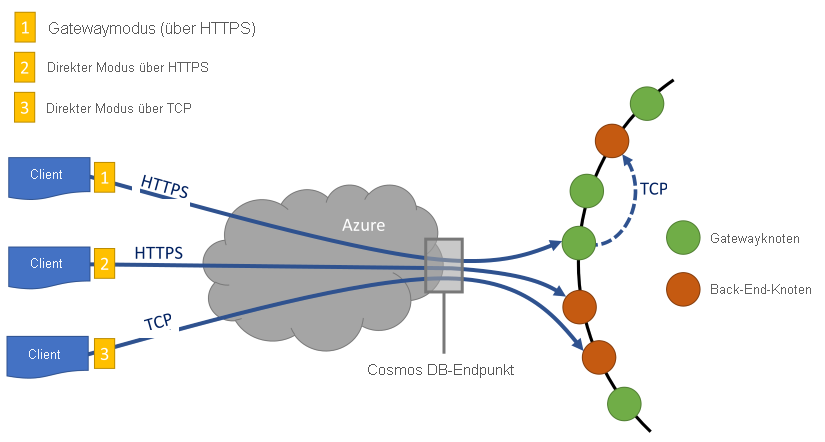 1 Gatewaymodus (über HTTPS)
2 Direkter Modus über HTTPS
3 Direkter Modus über TCP
Client 1 HTTPS
Azure
TCP
Client 2 HTTPS
Client 3 TCP
Cosmos DB-Endpunkt
Gatewayknoten
Back-End-Knoten